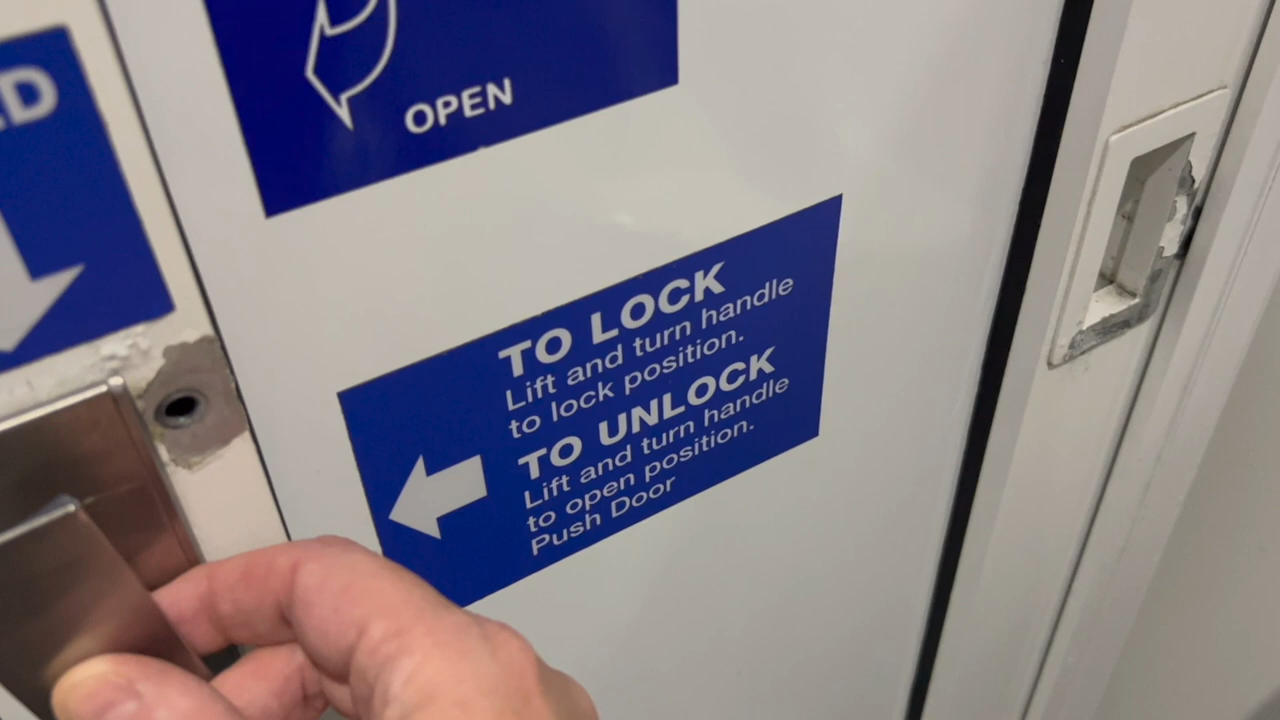 OPEN
TO LOCK
Lift and turn handle
to lock position.
TO UNLOCK
Lift and turn handle
to open position.
Push Door